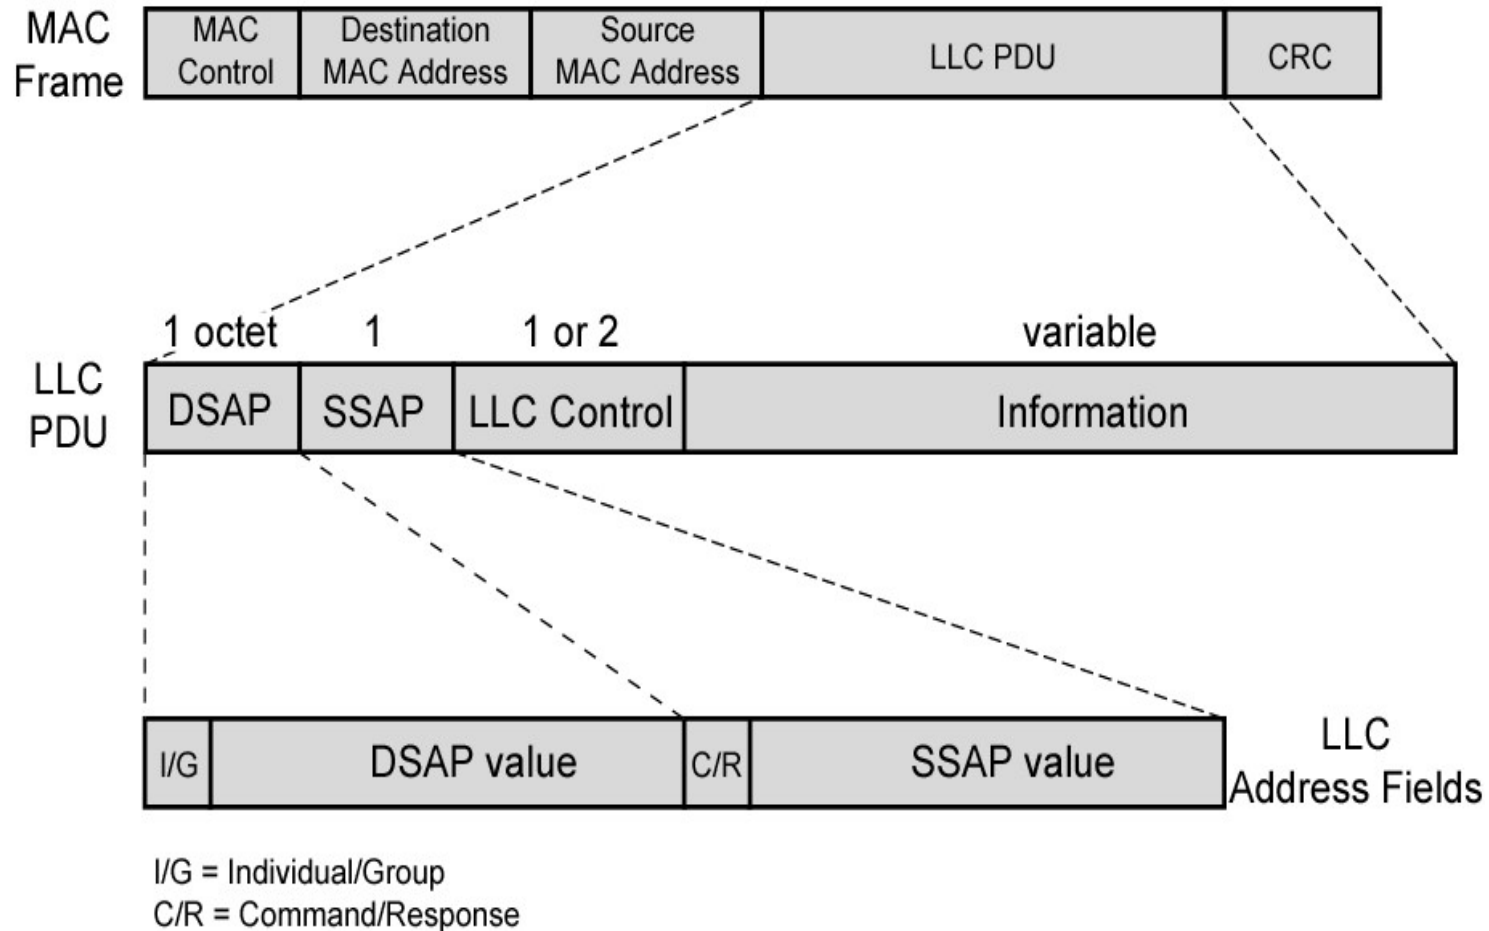 MAC
Frame
MAC
Control
Destination
MAC Address
Source
MAC Address
LLC PDU
CRC
1 octet
1
1 or 2
variable
LLC
PDU
DSAP
SSAP
LLC Control
Information
I/G
DSAP value
C/R
SSAP value
LLC
Address Fields
I/G = Individual/Group
C/R = Command/Response